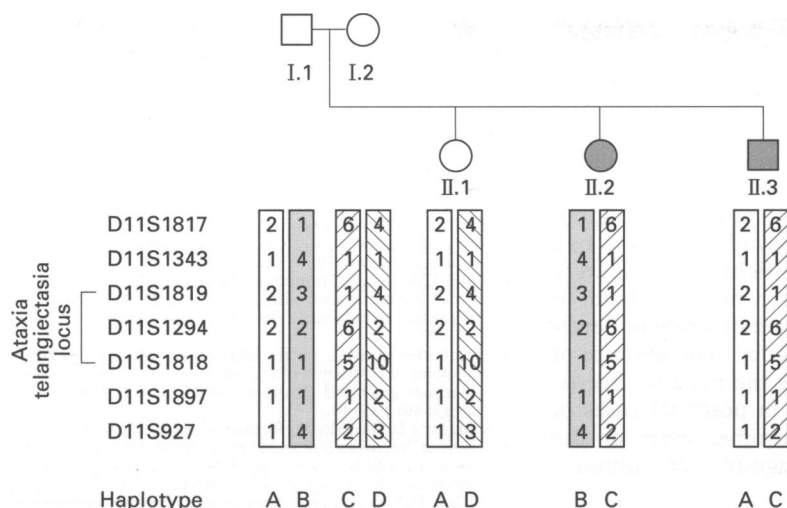 I.1 I.2
II.1 II.2 II.3
D11S1817 2 1 6 4 2 4 1 6 2 6
D11S1343 1 4 1 1 1 1 4 1 1 1
D11S1819 2 3 1 4 2 4 3 1 2 1
D11S1294 2 2 6 2 2 2 2 6 2 6
D11S1818 1 1 5 10 1 10 1 5 1 5
D11S1897 1 1 1 2 1 2 1 1 1 1
D11S927 1 4 2 3 1 3 4 2 1 2
Ataxia
telangiectasia
locus
Haplotype A B C D A D B C A C